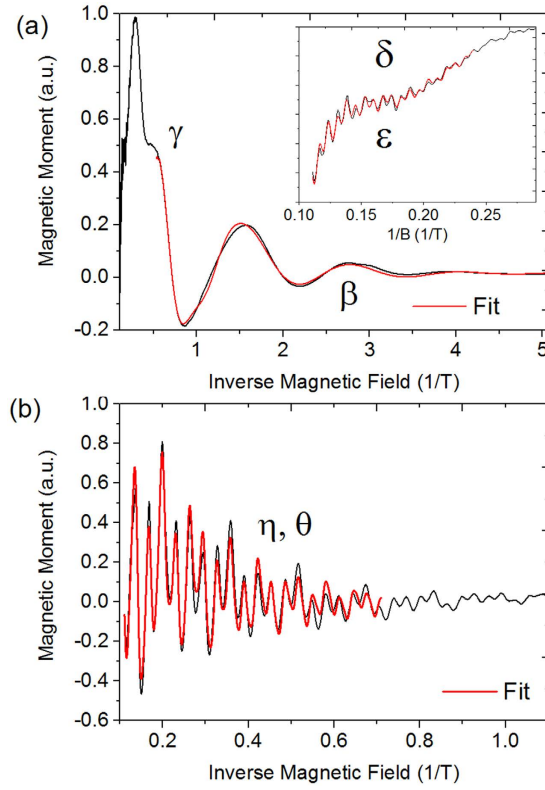 (a)
1.0
0.8
0.6
0.4
0.2
0.0
-0.2
Magnetic Moment (a.u.)
γ
β
δ
ε
0.10 0.15 0.20 0.25
1/B (1/T)
Fit
1 2 3 4 5
Inverse Magnetic Field (1/T)
(b)
1.0
0.8
0.6
0.4
0.2
0.0
-0.2
-0.4
-0.6
Magnetic Moment (a.u.)
η, θ
Fit
0.2 0.4 0.6 0.8 1.0
Inverse Magnetic Field (1/T)